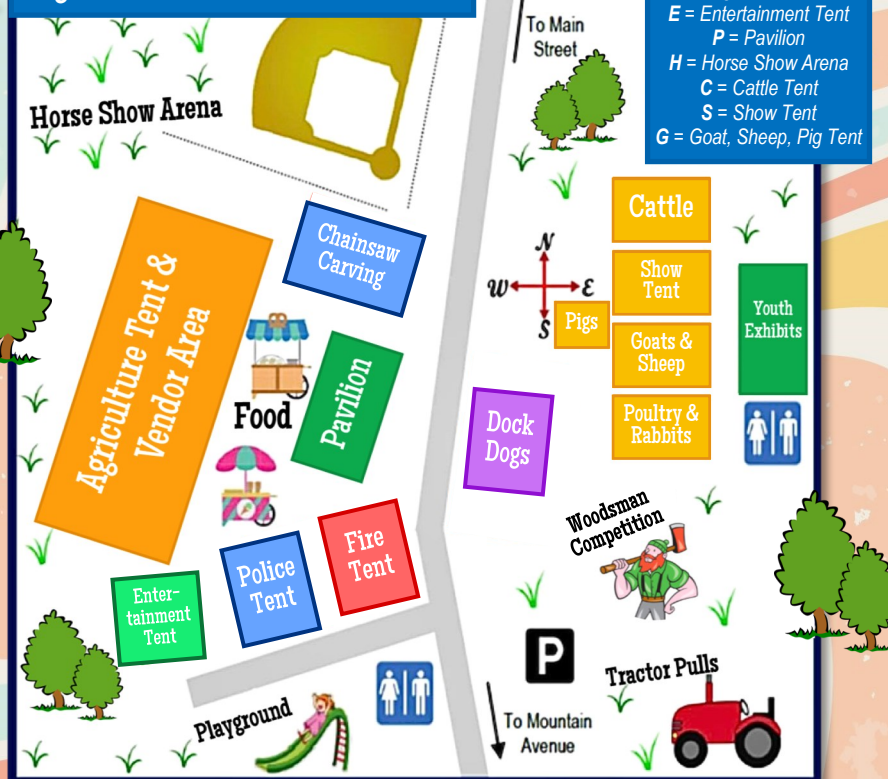 To Main
Street
E = Entertainment Tent
P = Pavilion
H = Horse Show Arena
C = Cattle Tent
S = Show Tent
G = Goat, Sheep, Pig Tent
Horse Show Arena
Chainsaw
Carving
Agriculture Tent &
Vendor Area
Food
Pavilion
N
W
E
S
Cattle
Show
Tent
Pigs
Goats &
Sheep
Poultry &
Rabbits
Youth
Exhibits
Dock
Dogs
Woodsman
Competition
Fire
Tent
Police
Tent
Enter-
tainment
Tent
P
Tractor Pulls
Playground
To Mountain
Avenue